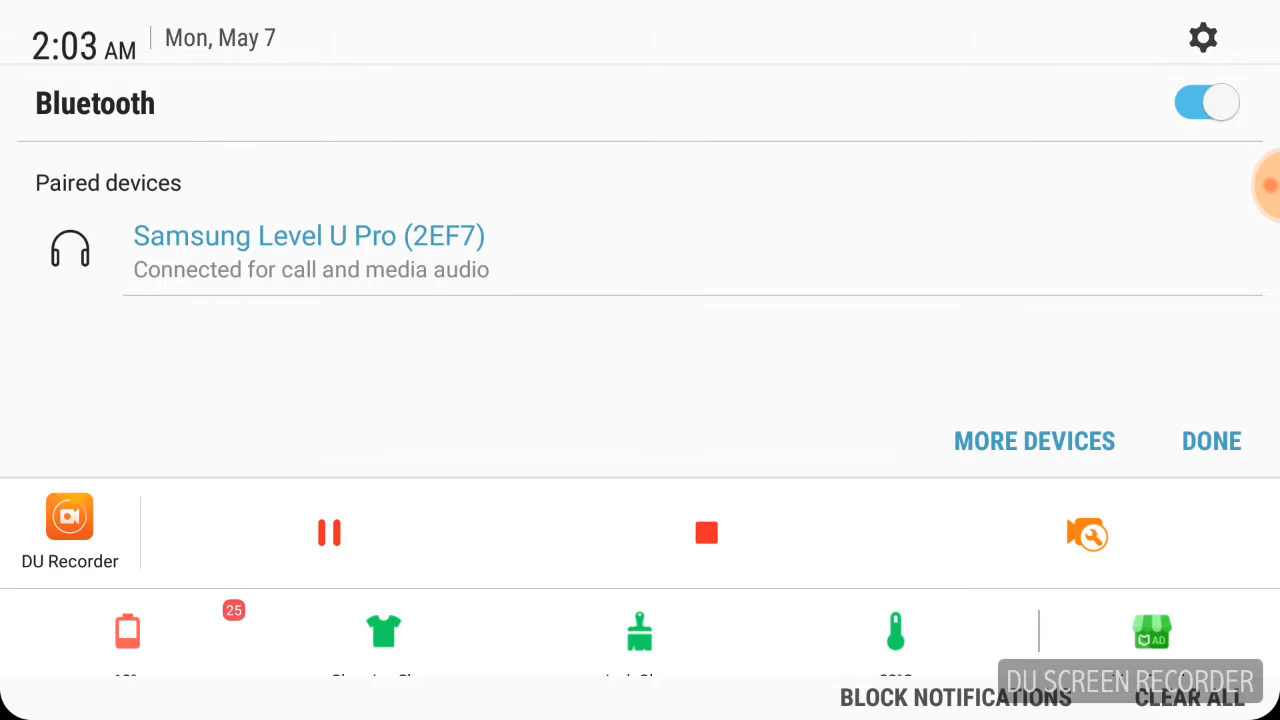 2:03 AM
Mon, May 7
Bluetooth
Paired devices
Samsung Level U Pro (2EF7)
Connected for call and media audio
MORE DEVICES
DONE
DU Recorder
25
AD
DU SCREEN RECORDER
BLOCK NOTIFICATIONS
CLEAR ALL